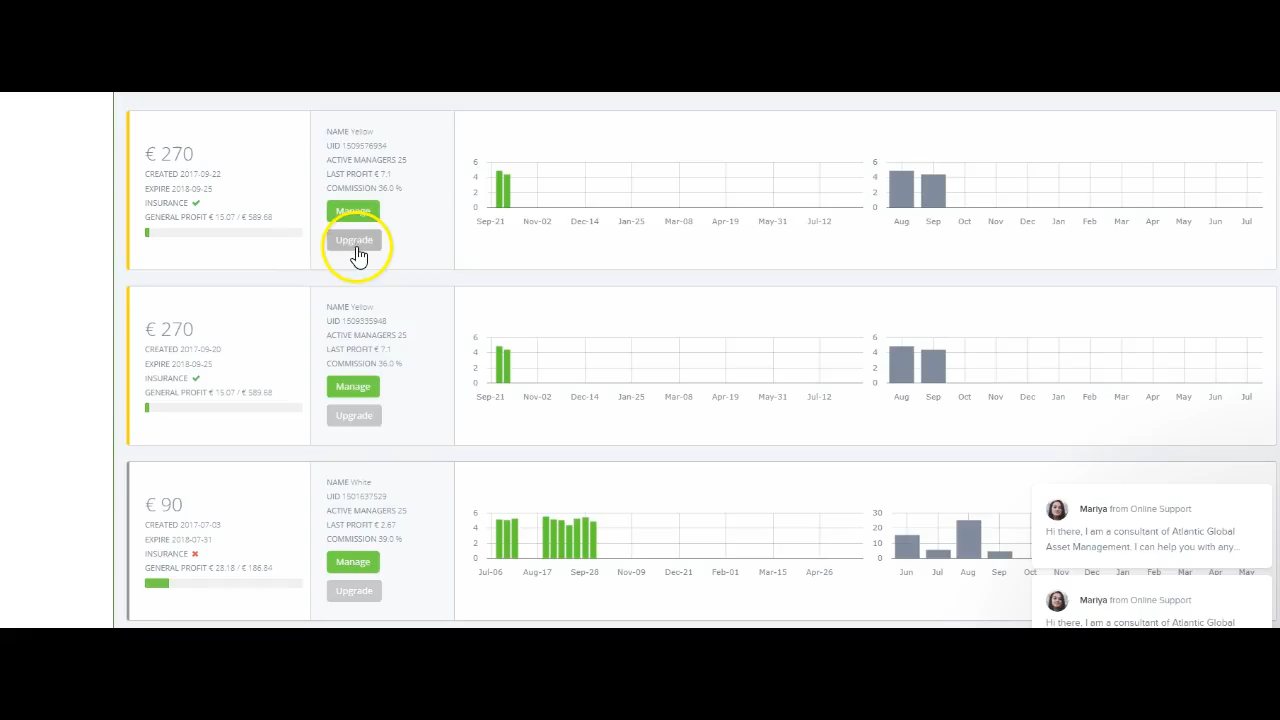 € 270
CREATED 2017-09-22
EXPIRE 2018-09-25
INSURANCE
GENERAL PROFIT € 15.07 / € 589.68
NAME Yellow
UID 1509576934
ACTIVE MANAGERS 25
LAST PROFIT € 7.1
COMMISSION 36.0 %
Manage
Upgrade
6
4
2
0
Sep-21 Nov-02 Dec-14 Jan-25 Mar-08 Apr-19 May-31 Jul-12
6
4
2
0
Aug Sep Oct Nov Dec Jan Feb Mar Apr May Jun Jul
€ 270
CREATED 2017-09-20
EXPIRE 2018-09-25
INSURANCE
GENERAL PROFIT € 15.07 / € 589.68
NAME Yellow
UID 1509335948
ACTIVE MANAGERS 25
LAST PROFIT € 7.1
COMMISSION 36.0 %
Manage
Upgrade
6
4
2
0
Sep-21 Nov-02 Dec-14 Jan-25 Mar-08 Apr-19 May-31 Jul-12
6
4
2
0
Aug Sep Oct Nov Dec Jan Feb Mar Apr May Jun Jul
€ 90
CREATED 2017-07-03
EXPIRE 2018-07-31
INSURANCE
GENERAL PROFIT € 28.18 / € 186.84
NAME White
UID 1501637529
ACTIVE MANAGERS 25
LAST PROFIT € 2.67
COMMISSION 39.0 %
Manage
Upgrade
6
4
2
0
Jul-06 Aug-17 Sep-28 Nov-09 Dec-21 Feb-01 Mar-15 Apr-26
30
20
10
0
Jun Jul Aug Sep Oct Nov Dec Jan Feb Mar Apr May
Mariya from Online Support
Hi there, I am a consultant of Atlantic Global
Asset Management. I can help you with any...
Mariya from Online Support
Hi there, I am a consultant of Atlantic Global